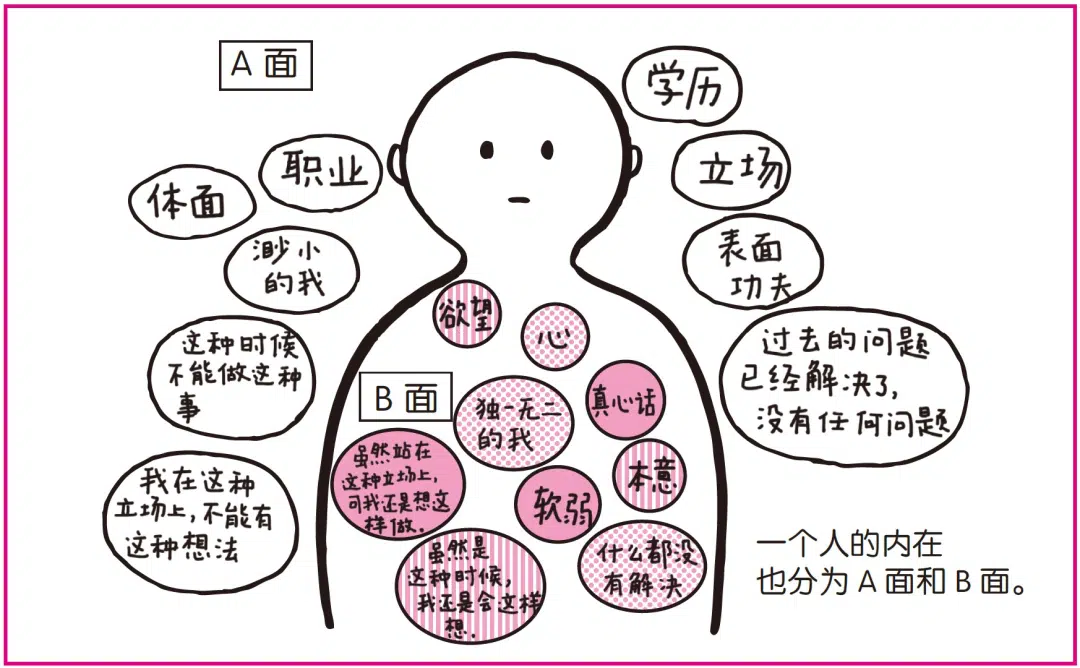 A 面
学历
职业
立场
体面
渺小
的我
表面
功夫
这种时候
不能做这种
事
过去的问题
已经解决了,
没有任何问题
我在这种
立场上,不能有
这种想法
欲望
心
B 面
独一无二
的我
真心话
虽然站在
这种立场上,
可我还是想这
样做.
软弱
本意
虽然是
这种时候,
我还是会这样
想.
什么都没
有解决
一个人的内在
也分为 A 面和 B 面。